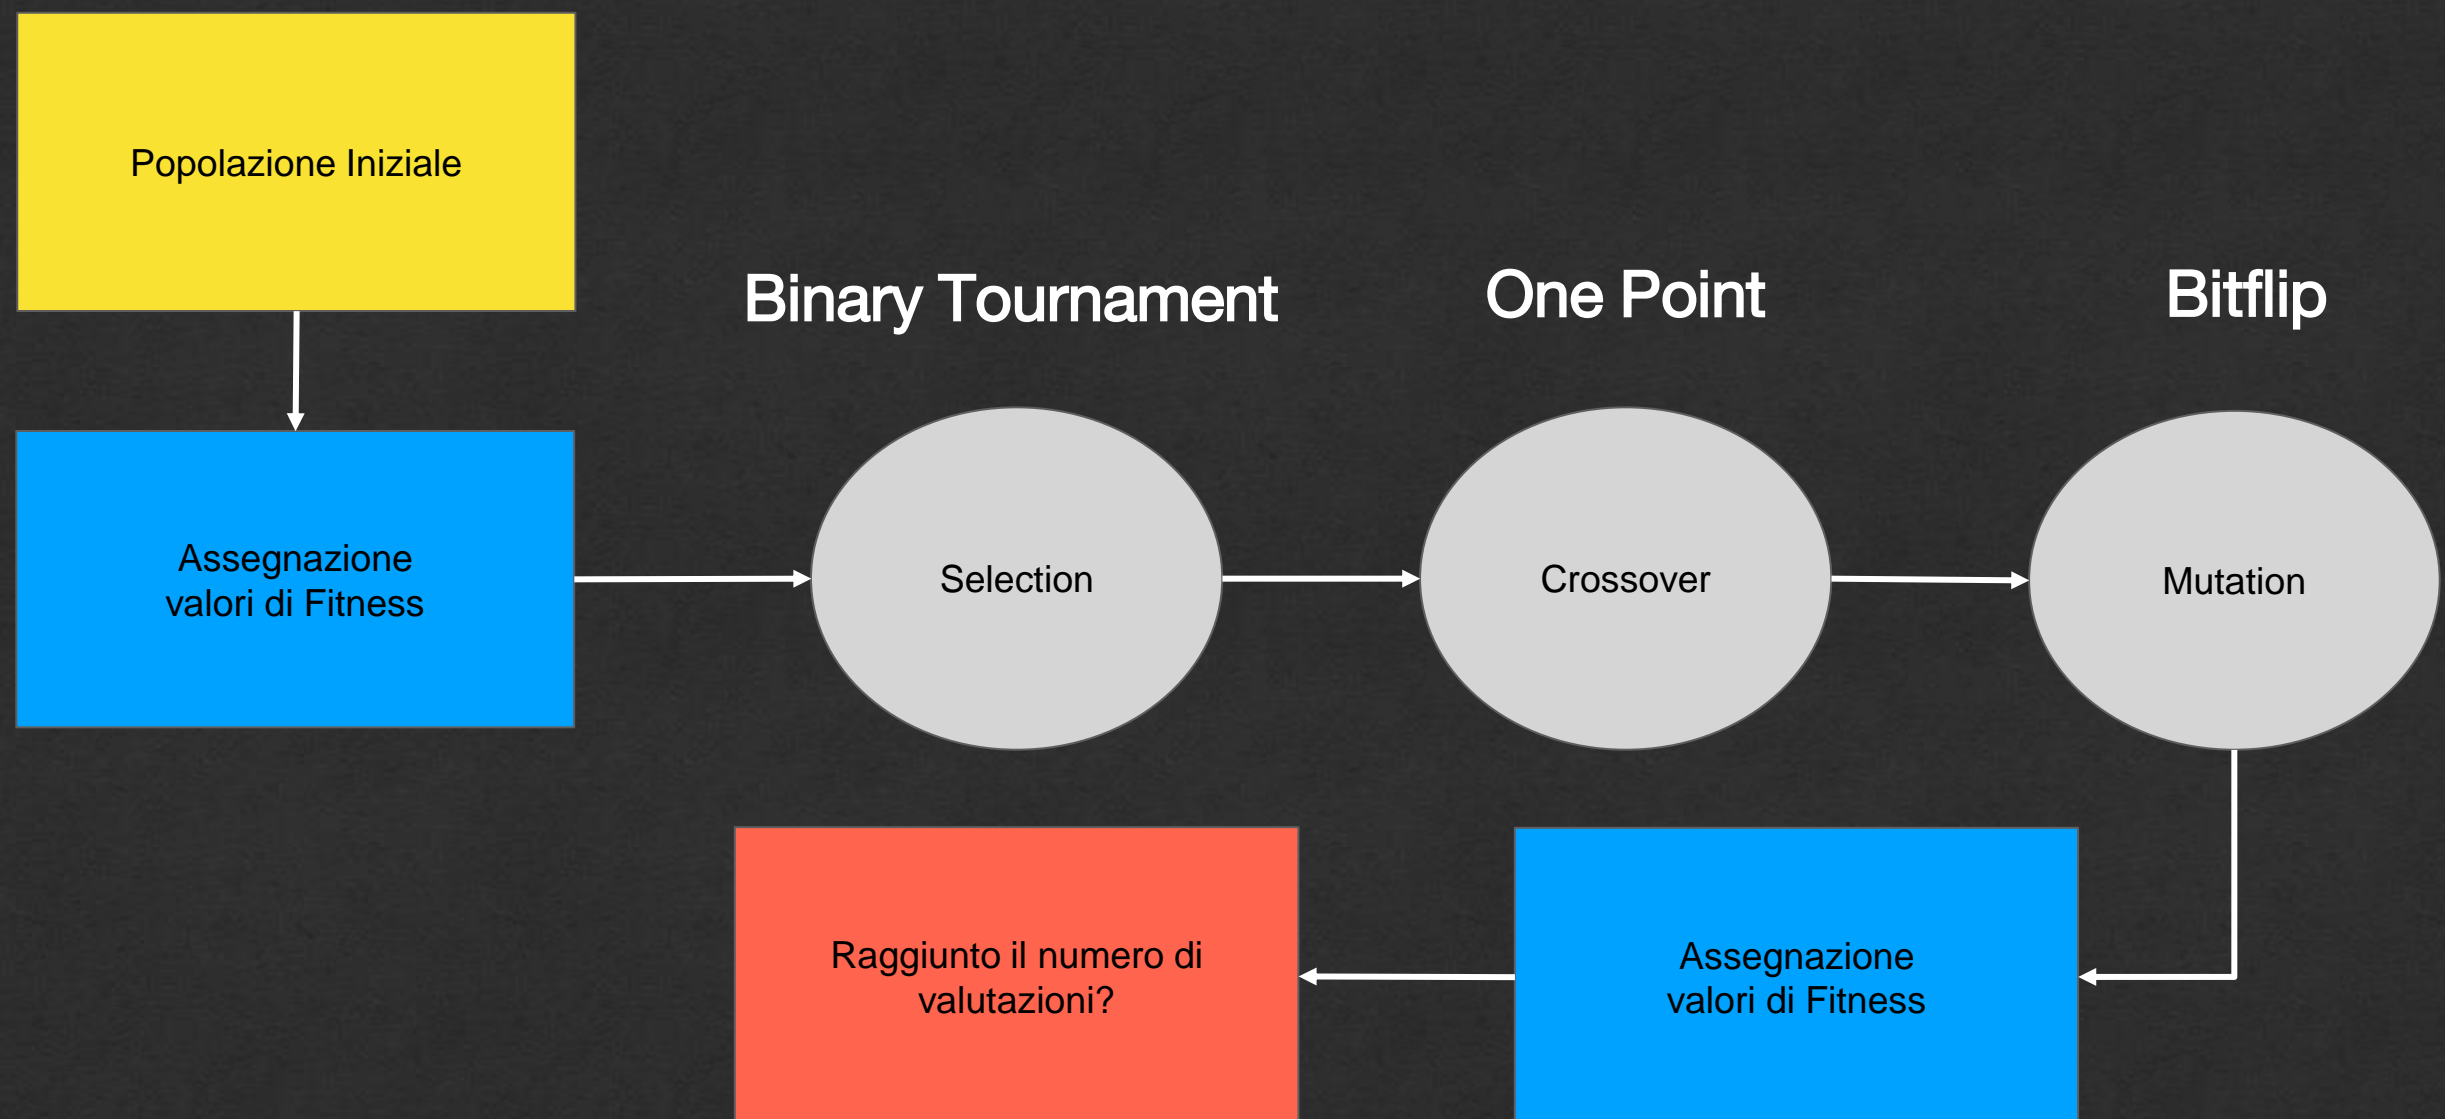 Popolazione Iniziale
Binary Tournament
One Point
Bitflip
Assegnazione
valori di Fitness
Selection
Crossover
Mutation
Raggiunto il numero di
valutazioni?
Assegnazione
valori di Fitness